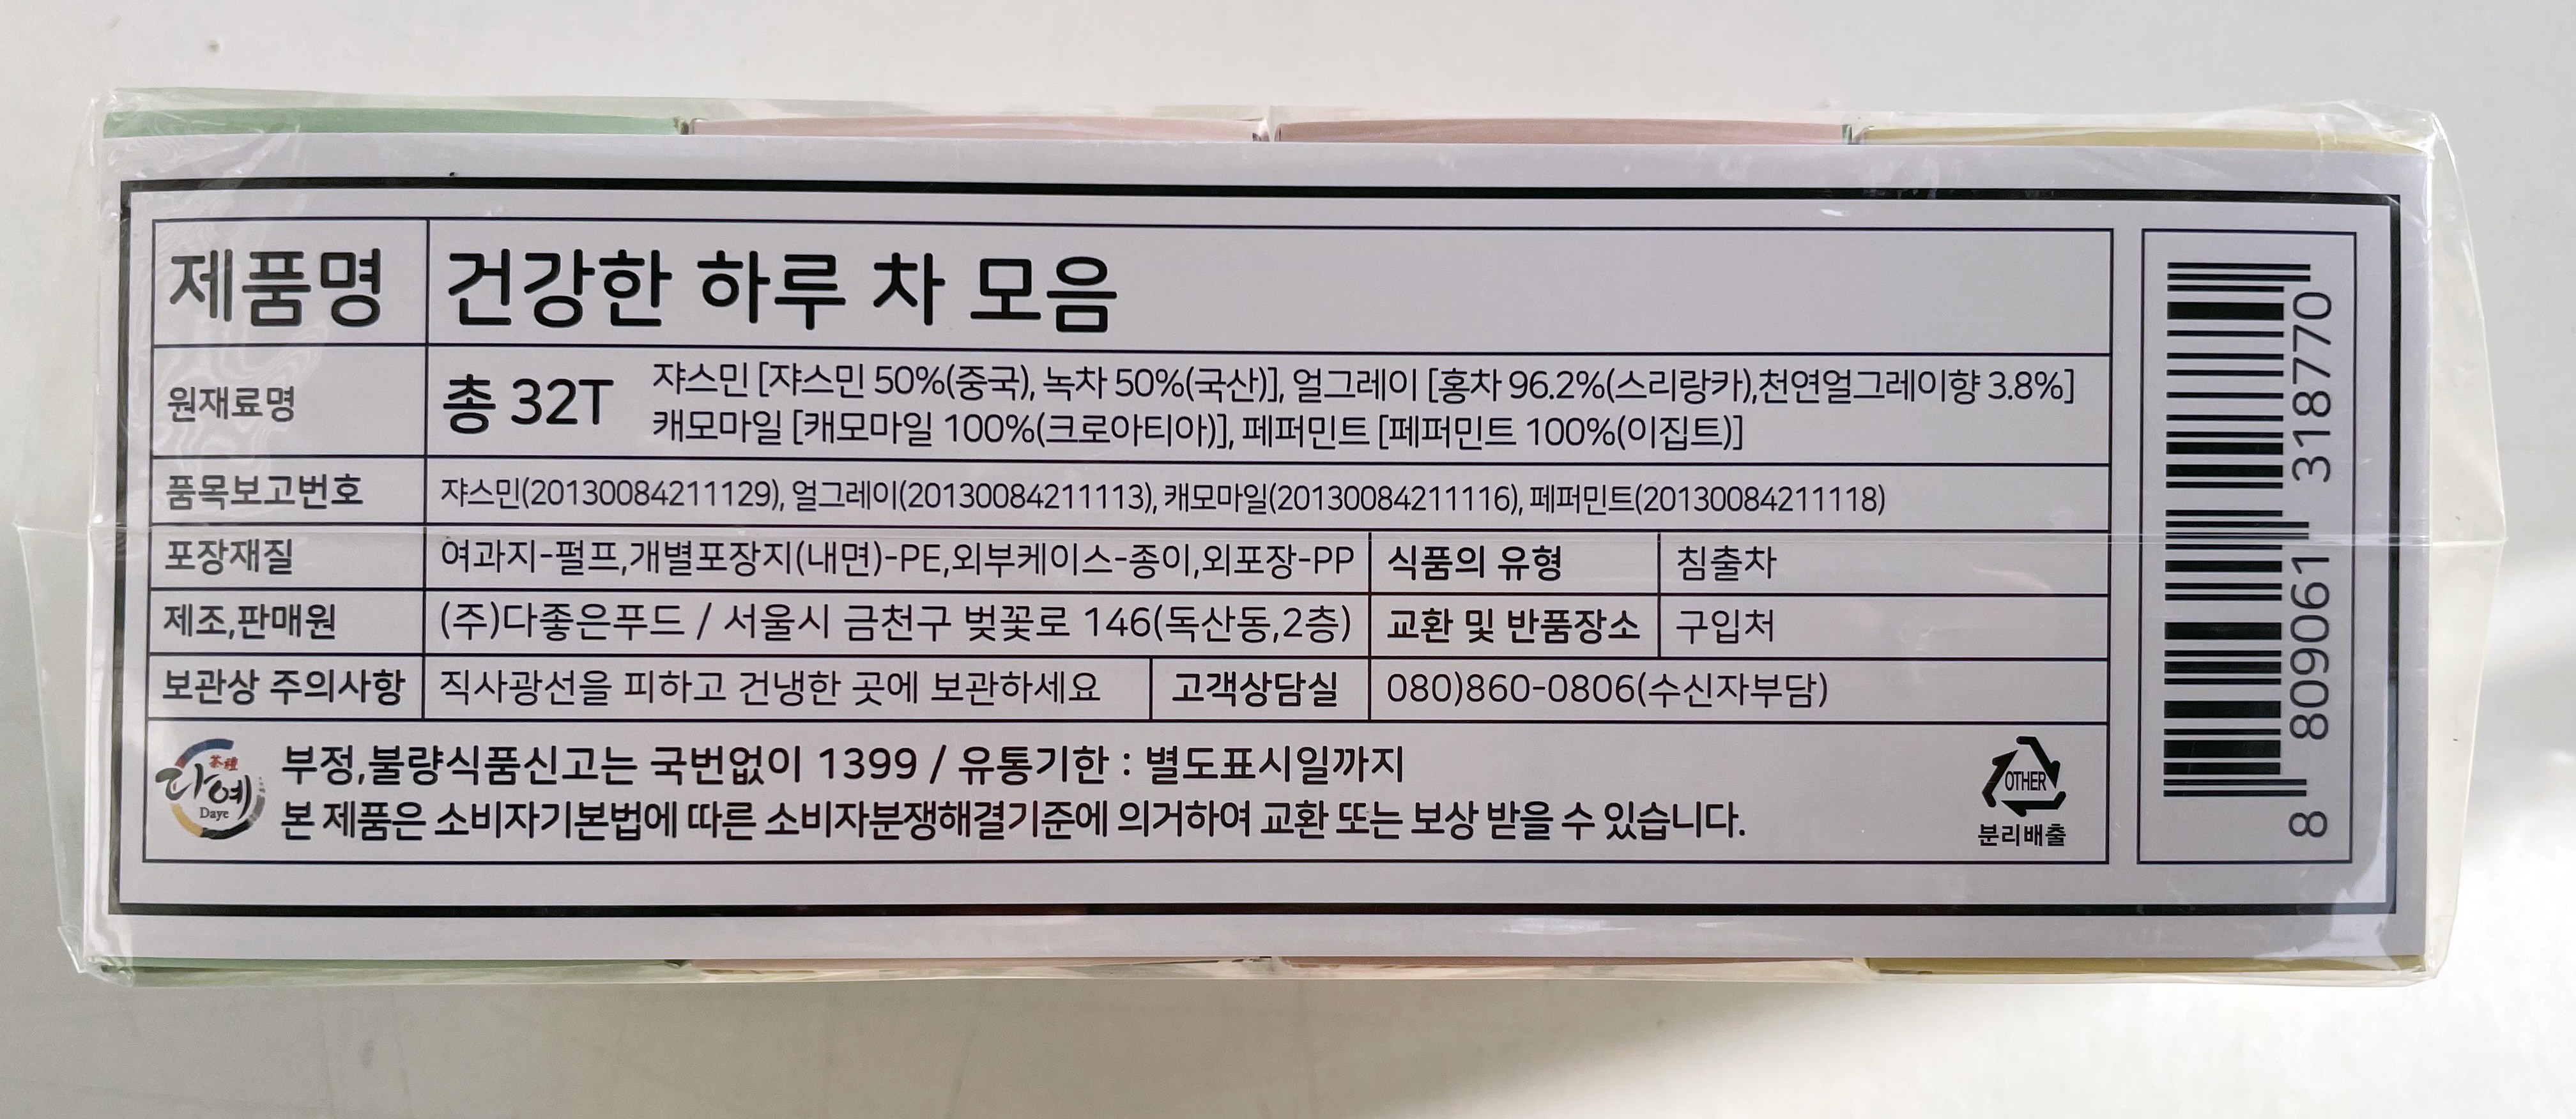 제품명 건강한 하루 차 모음
원재료명 총 32T 쟈스민 [쟈스민 50%(중국), 녹차 50%(국산)], 얼그레이 [홍차 96.2%(스리랑카),천연얼그레이향 3.8%]
캐모마일 [캐모마일 100%(크로아티아)], 페퍼민트 [페퍼민트 100%(이집트)]
품목보고번호 쟈스민(20130084211129), 얼그레이(20130084211113), 캐모마일(20130084211116), 페퍼민트(20130084211118)
포장재질 여과지-펄프,개별포장지(내면)-PE,외부케이스-종이,외포장-PP 식품의 유형 침출차
제조,판매원 (주)다좋은푸드 / 서울시 금천구 벚꽃로 146(독산동,2층) 교환 및 반품장소 구입처
보관상 주의사항 직사광선을 피하고 건냉한 곳에 보관하세요 고객상담실 080)860-0806(수신자부담)
茶禮
다예
Daye
부정,불량식품신고는 국번없이 1399 / 유통기한 : 별도표시일까지
본 제품은 소비자기본법에 따른 소비자분쟁해결기준에 의거하여 교환 또는 보상 받을 수 있습니다.
OTHER
분리배출
8 809061 318770